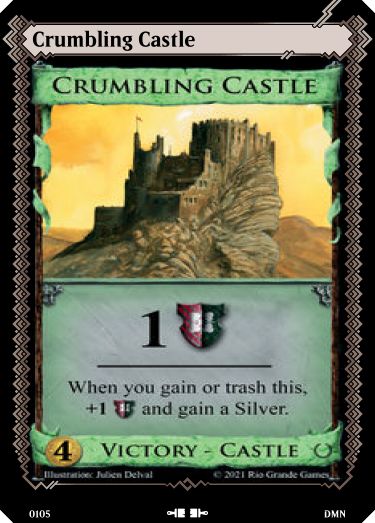 Crumbling Castle
CRUMBLING CASTLE
1
When you gain or trash this,
+1 and gain a Silver.
4 VICTORY - CASTLE
Illustration: Julien Delval © 2021 Rio Grande Games
0105 DMN